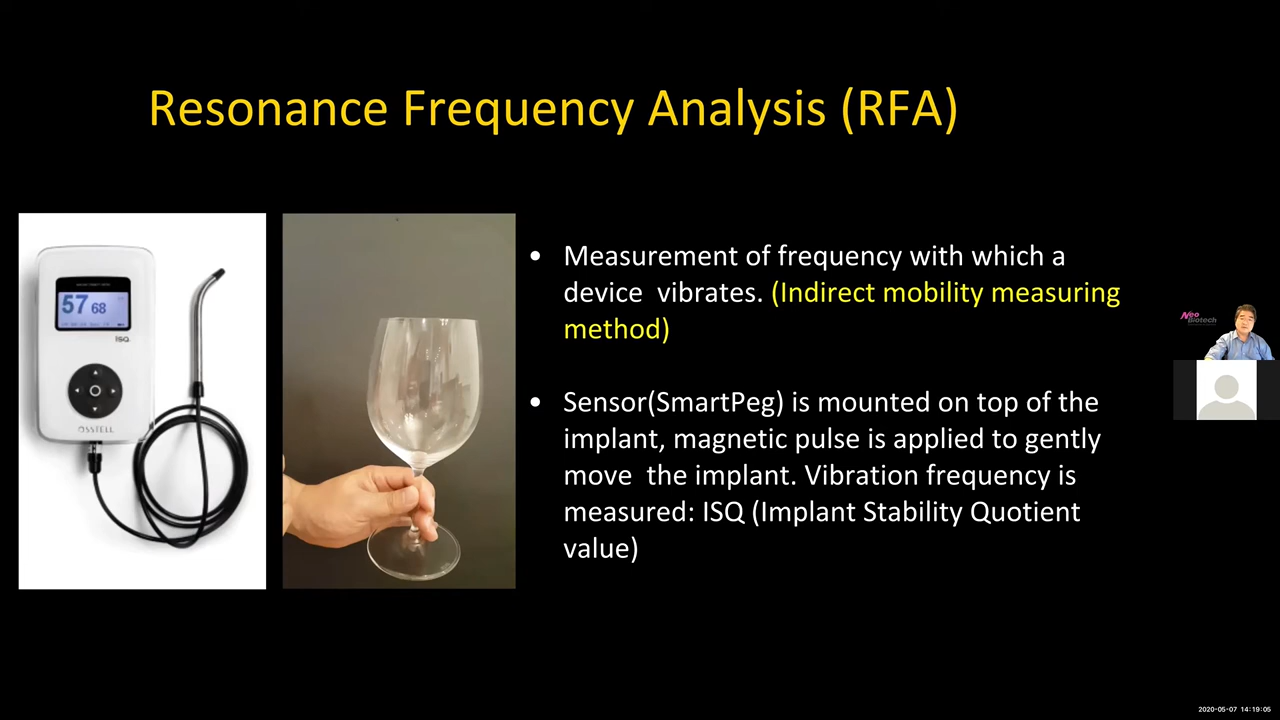 Resonance Frequency Analysis (RFA)
57 68
ISQ
OSSTELL
• Measurement of frequency with which a
device vibrates. (Indirect mobility measuring
method)
• Sensor(SmartPeg) is mounted on top of the
implant, magnetic pulse is applied to gently
move the implant. Vibration frequency is
measured: ISQ (Implant Stability Quotient
value)
Neo
Biotech
2020-05-07 14:19:05